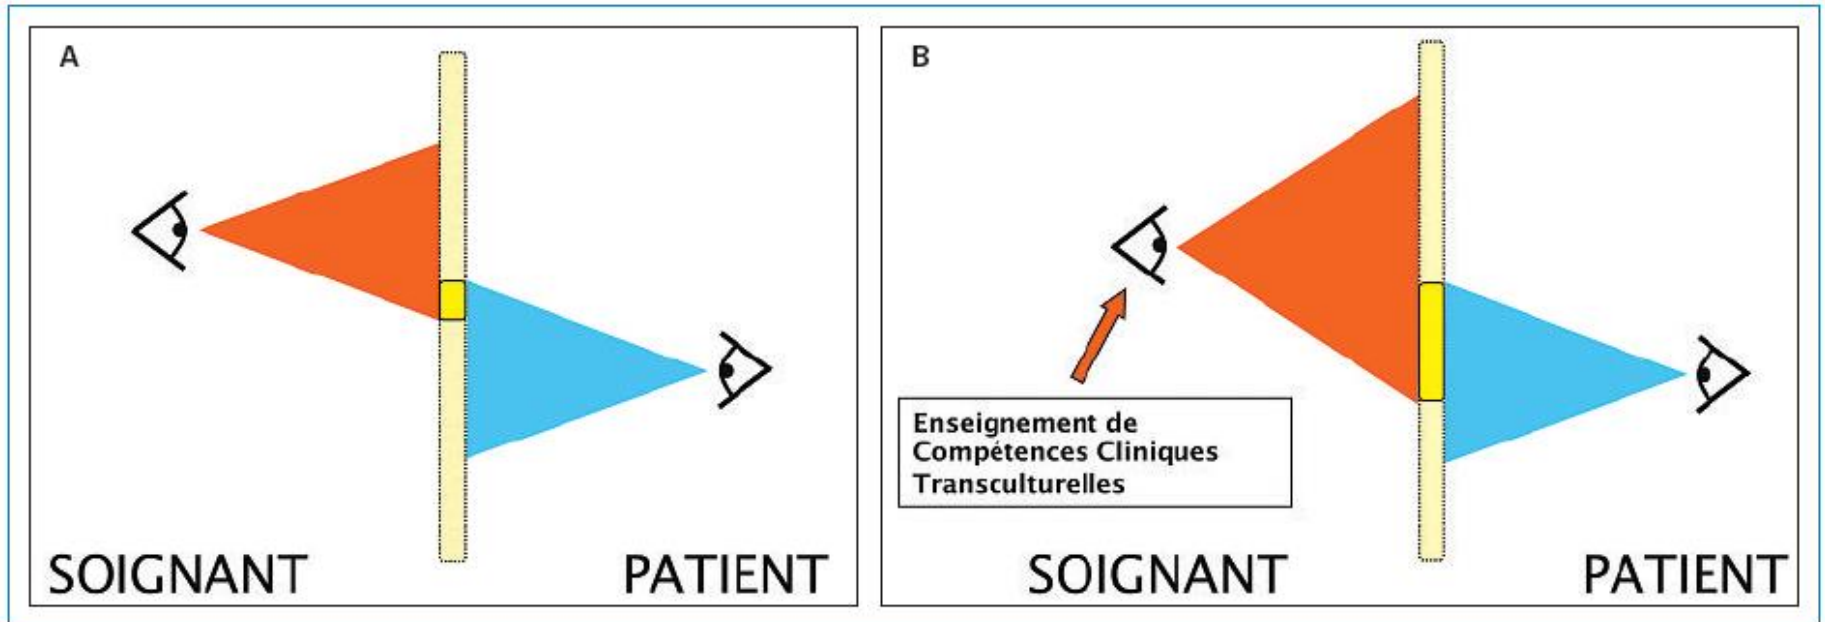 A
SOIGNANT
PATIENT
B
Enseignement de
Compétences Cliniques
Transculturelles
SOIGNANT
PATIENT